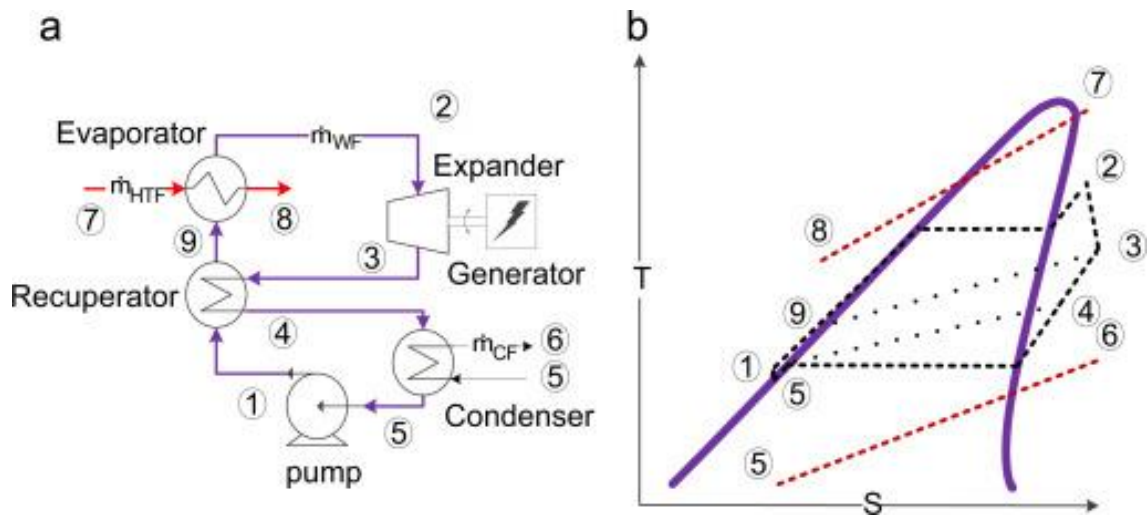 a
b
②
⑦
Evaporator
ṁWF
Expander
②
ṁHTF
⑦
⑧
⑧
③
⑨
③
Generator
T
Recuperator
⑨
④
④
ṁCF
⑥
⑥
①
⑤
①
⑤
Condenser
⑤
⑤
pump
S